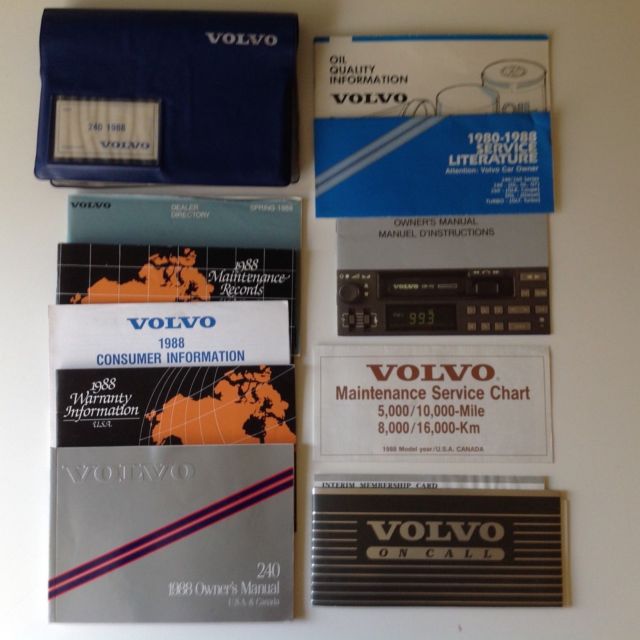 VOLVO
240 1988
VOLVO
VOLVO
DEALER
DIRECTORY
SPRING 1988
1988
Maintenance
Records
VOLVO
1988
CONSUMER INFORMATION
1988
Warranty
Information
U.S.A.
VOLVO
240
1988 Owner's Manual
U.S.A. & Canada
OIL
QUALITY
INFORMATION
VOLVO
OIL
1980-1988
SERVICE
LITERATURE
Attention: Volvo Car Owner
OWNER'S MANUAL
MANUEL D'INSTRUCTIONS
VOLVO
99.3
VOLVO
Maintenance Service Chart
5,000/10,000-Mile
8,000/16,000-Km
1988 Model year/U.S.A. CANADA
INTERIM MEMBERSHIP CARD
VOLVO
ON CALL